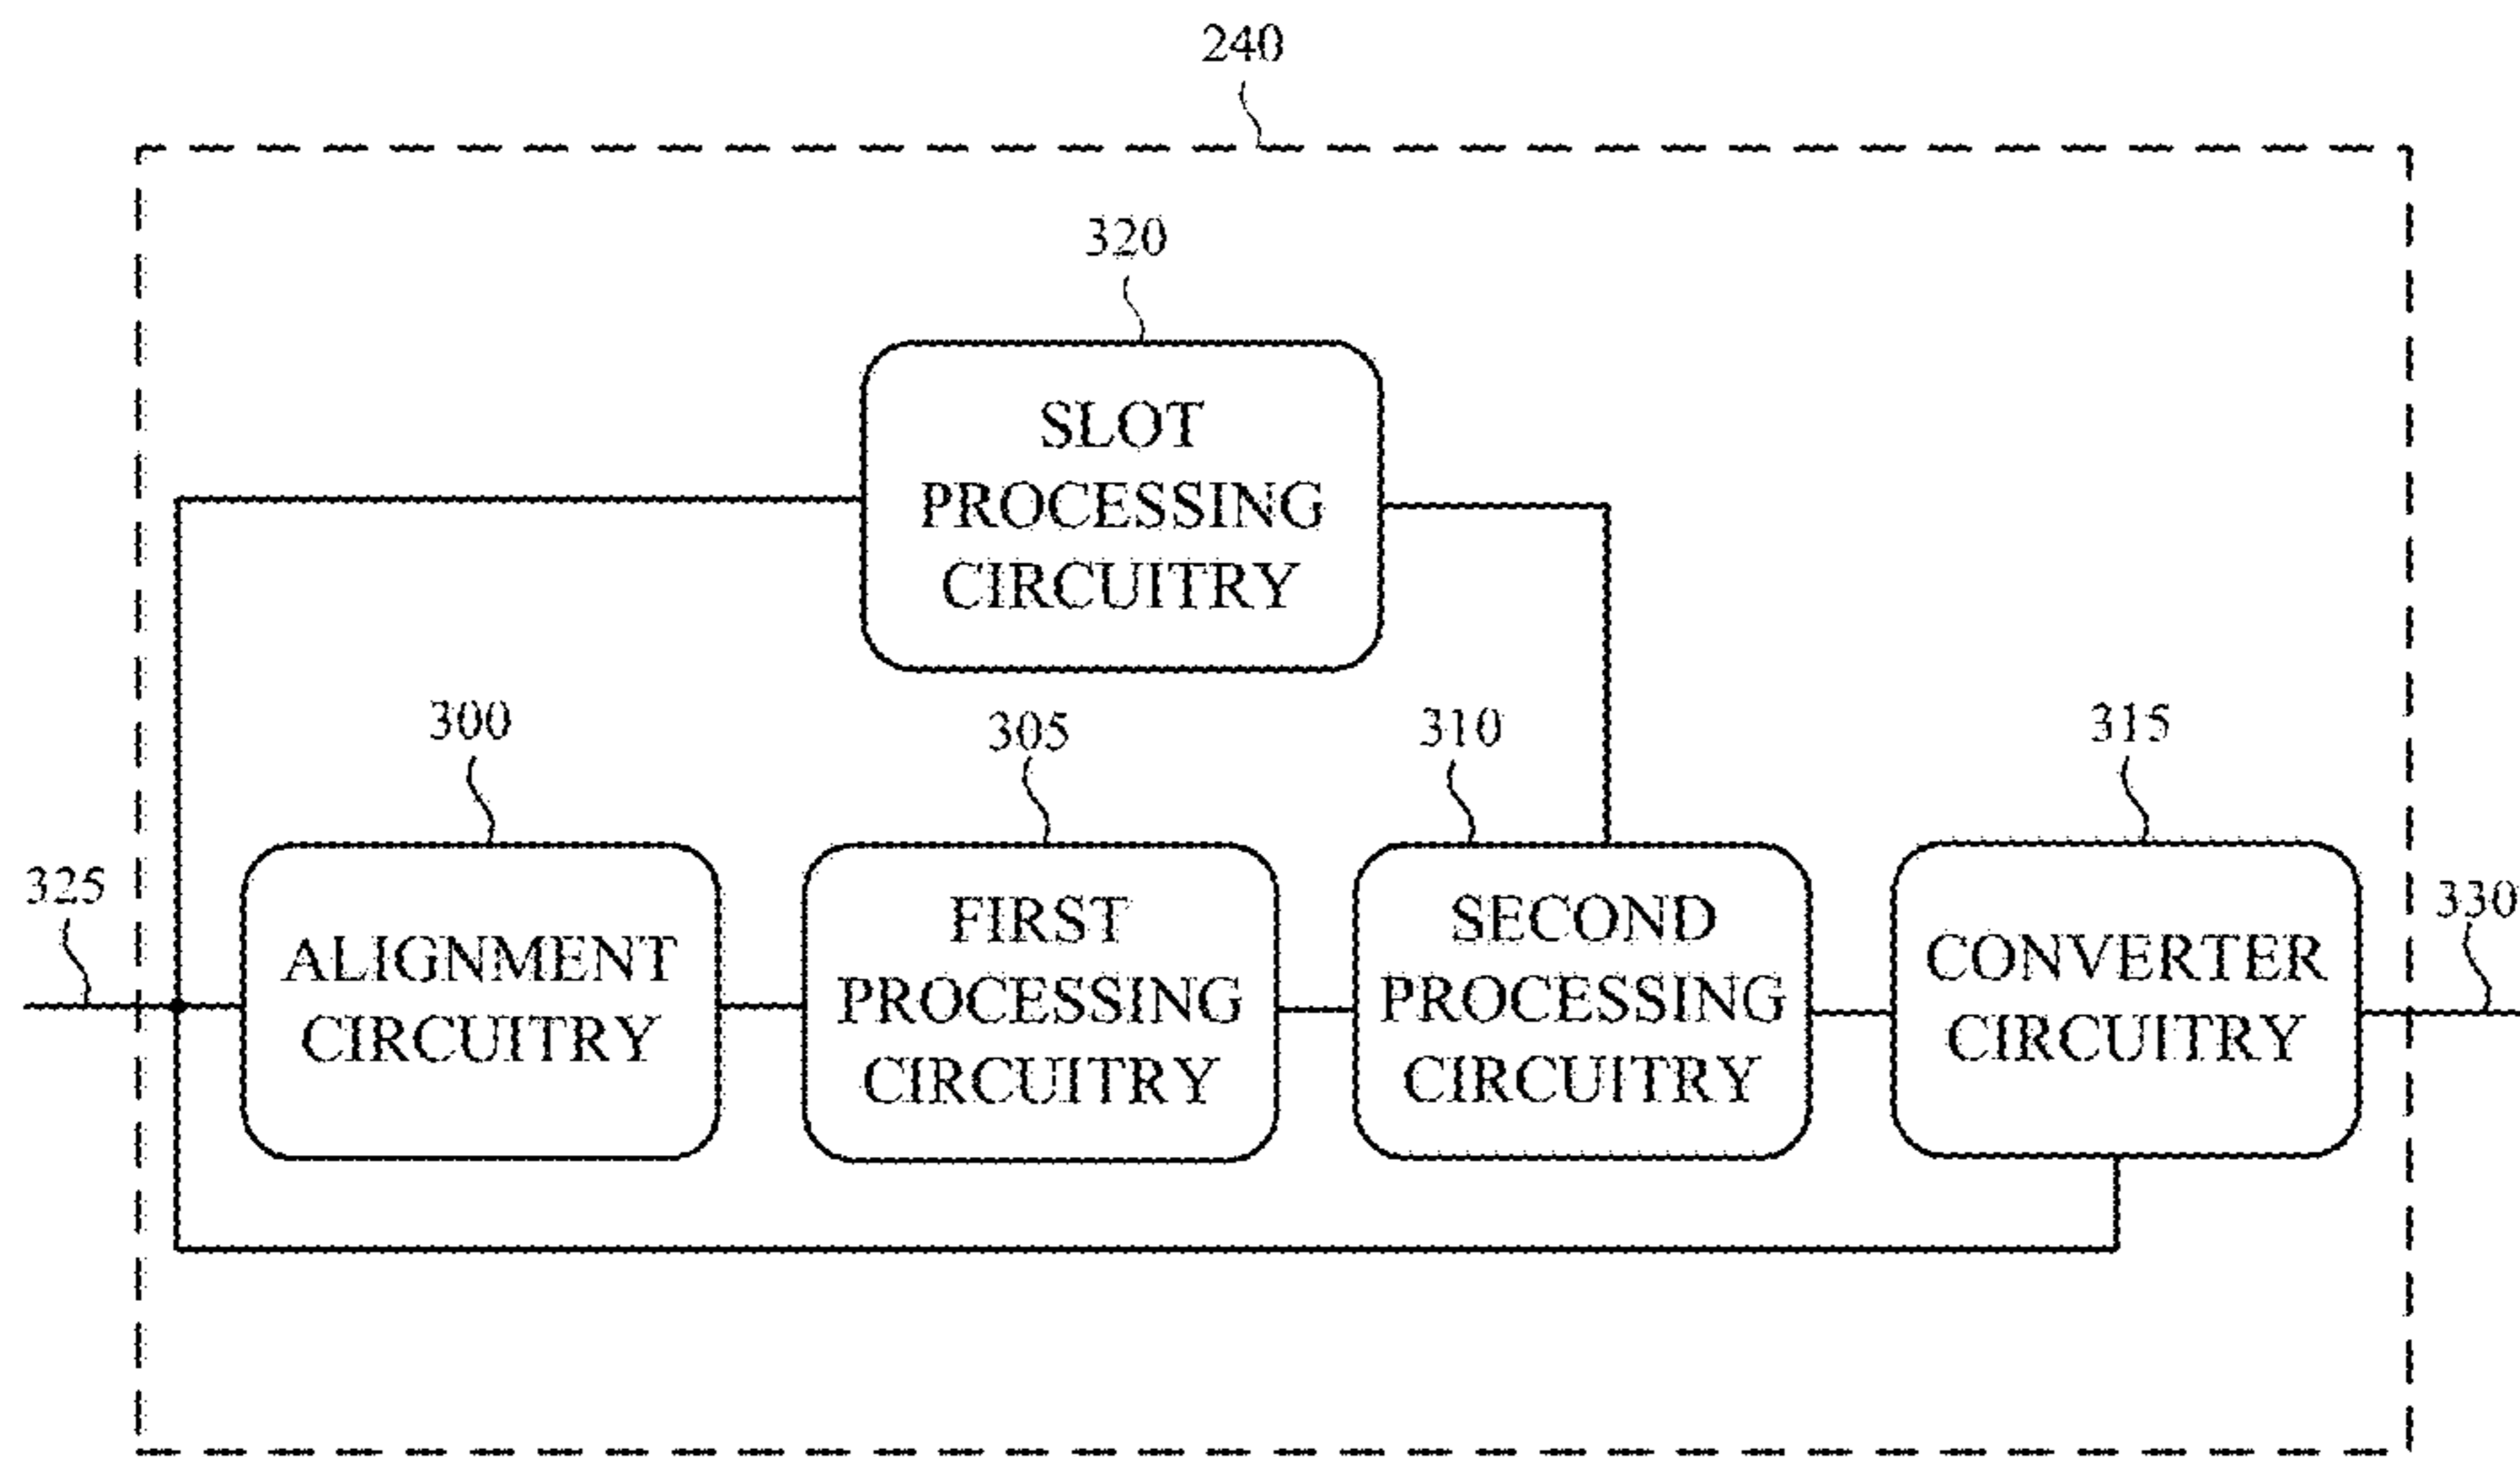 240
320
SLOT
PROCESSING
CIRCUITRY
300
305
310
315
325
330
ALIGNMENT
CIRCUITRY
FIRST
PROCESSING
CIRCUITRY
SECOND
PROCESSING
CIRCUITRY
CONVERTER
CIRCUITRY